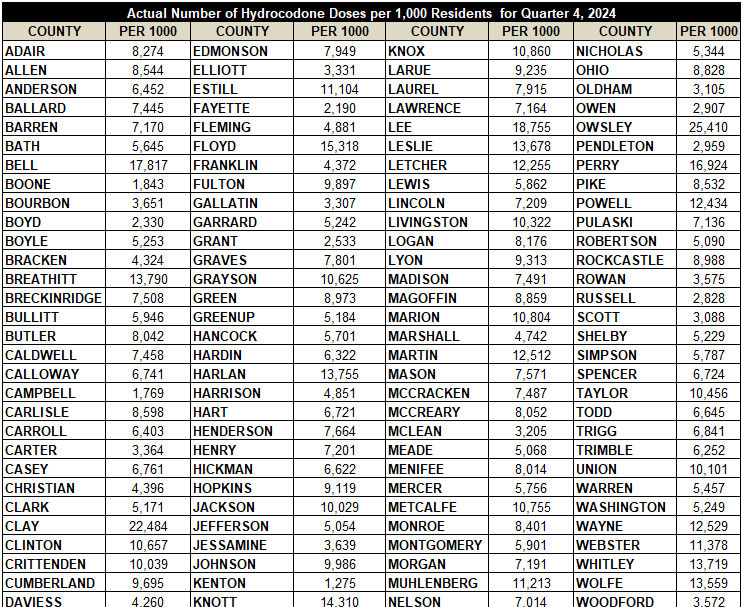 Actual Number of Hydrocodone Doses per 1,000 Residents for Quarter 4, 2024
COUNTY PER 1000 COUNTY PER 1000 COUNTY PER 1000 COUNTY PER 1000
ADAIR 8,274 EDMONSON 7,949 KNOX 10,860 NICHOLAS 5,344
ALLEN 8,544 ELLIOTT 3,331 LARUE 9,235 OHIO 8,828
ANDERSON 6,452 ESTILL 11,104 LAUREL 7,915 OLDHAM 3,105
BALLARD 7,445 FAYETTE 2,190 LAWRENCE 7,164 OWEN 2,907
BARREN 7,170 FLEMING 4,881 LEE 18,755 OWSLEY 25,410
BATH 5,645 FLOYD 15,318 LESLIE 13,678 PENDLETON 2,959
BELL 17,817 FRANKLIN 4,372 LETCHER 12,255 PERRY 16,924
BOONE 1,843 FULTON 9,897 LEWIS 5,862 PIKE 8,532
BOURBON 3,651 GALLATIN 3,307 LINCOLN 7,209 POWELL 12,434
BOYD 2,330 GARRARD 5,242 LIVINGSTON 10,322 PULASKI 7,136
BOYLE 5,253 GRANT 2,533 LOGAN 8,176 ROBERTSON 5,090
BRACKEN 4,324 GRAVES 7,801 LYON 9,313 ROCKCASTLE 8,988
BREATHITT 13,790 GRAYSON 10,625 MADISON 7,491 ROWAN 3,575
BRECKINRIDGE 7,508 GREEN 8,973 MAGOFFIN 8,859 RUSSELL 2,828
BULLITT 5,946 GREENUP 5,184 MARION 10,804 SCOTT 3,088
BUTLER 8,042 HANCOCK 5,701 MARSHALL 4,742 SHELBY 5,229
CALDWELL 7,458 HARDIN 6,322 MARTIN 12,512 SIMPSON 5,787
CALLOWAY 6,741 HARLAN 13,755 MASON 7,571 SPENCER 6,724
CAMPBELL 1,769 HARRISON 4,851 MCCRACKEN 7,487 TAYLOR 10,456
CARLISLE 8,598 HART 6,721 MCCREARY 8,052 TODD 6,645
CARROLL 6,403 HENDERSON 7,664 MCLEAN 3,205 TRIGG 6,841
CARTER 3,364 HENRY 7,201 MEADE 5,068 TRIMBLE 6,252
CASEY 6,761 HICKMAN 6,622 MENIFEE 8,014 UNION 10,101
CHRISTIAN 4,396 HOPKINS 9,119 MERCER 5,756 WARREN 5,457
CLARK 5,171 JACKSON 10,029 METCALFE 10,755 WASHINGTON 5,249
CLAY 22,484 JEFFERSON 5,054 MONROE 8,401 WAYNE 12,529
CLINTON 10,657 JESSAMINE 3,639 MONTGOMERY 5,901 WEBSTER 11,378
CRITTENDEN 10,039 JOHNSON 9,986 MORGAN 7,191 WHITLEY 13,719
CUMBERLAND 9,695 KENTON 1,275 MUHLENBERG 11,213 WOLFE 13,559
DAVIESS 4,260 KNOTT 14,310 NELSON 7,014 WOODFORD 3,572